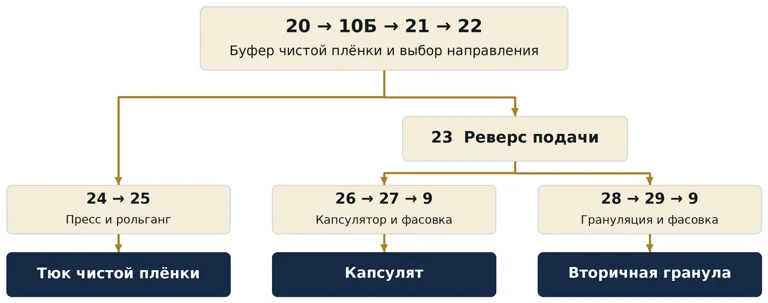 20 → 10Б → 21 → 22
Буфер чистой плёнки и выбор направления
23 Реверс подачи
24 → 25
Пресс и рольганг
26 → 27 → 9
Капсулятор и фасовка
28 → 29 → 9
Грануляция и фасовка
Тюк чистой плёнки
Капсулят
Вторичная гранула